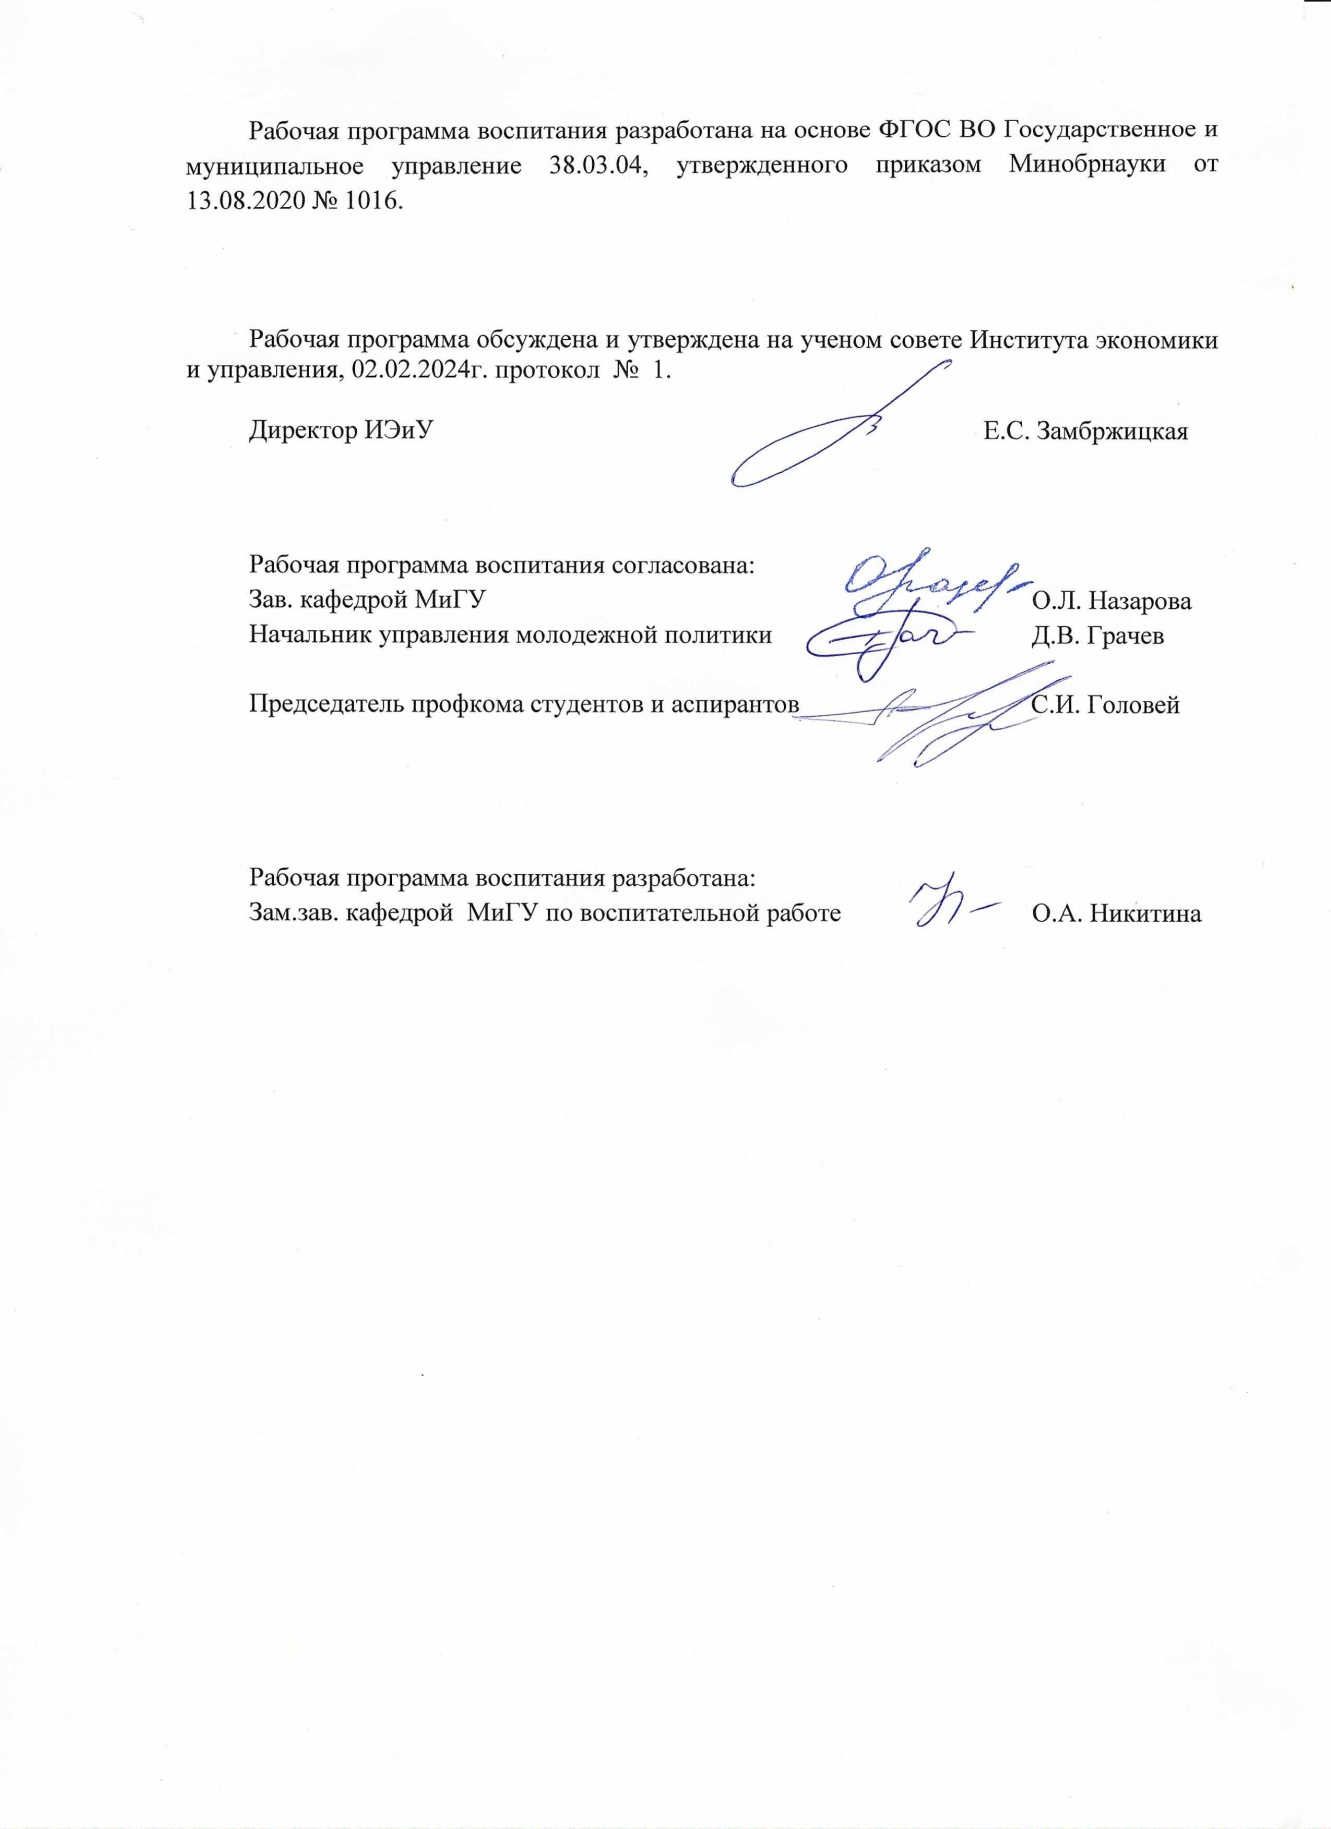 Рабочая программа воспитания разработана на основе ФГОС ВО Государственное и
муниципальное управление 38.03.04, утвержденного приказом Минобрнауки от
13.08.2020 № 1016.
Рабочая программа обсуждена и утверждена на ученом совете Института экономики
и управления, 02.02.2024г. протокол № 1.
Директор ИЭиУ Е.С. Замбржицкая
Рабочая программа воспитания согласована:
Зав. кафедрой МиГУ О.Л. Назарова
Начальник управления молодежной политики Д.В. Грачев
Председатель профкома студентов и аспирантов С.И. Головей
Рабочая программа воспитания разработана:
Зам.зав. кафедрой МиГУ по воспитательной работе О.А. Никитина